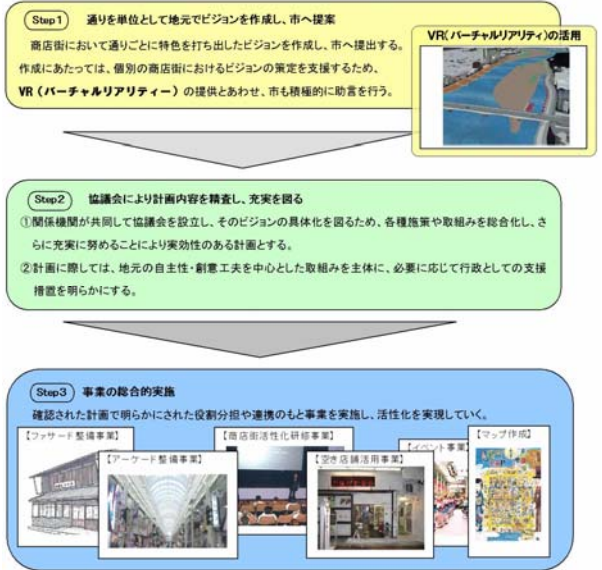 Step1 通りを単位として地元でビジョンを作成し、市へ提案
商店街において通りごとに特色を打ち出したビジョンを作成し、市へ提出する。
作成にあたっては、個別の商店街におけるビジョンの策定を支援するため、
VR（バーチャルリアリティー）の提供とあわせ、市も積極的に助言を行う。
VR(バーチャルリアリティ)の活用
Step2 協議会により計画内容を精査し、充実を図る
①関係機関が共同して協議会を設立し、そのビジョンの具体化を図るため、各種施策や取組みを総合化し、さ
らに充実に努めることにより実効性のある計画とする。
②計画に際しては、地元の自主性・創意工夫を中心とした取組みを主体に、必要に応じて行政としての支援
措置を明らかにする。
Step3 事業の総合的実施
確認された計画で明らかにされた役割分担や連携のもと事業を実施し、活性化を実現していく。
【ファサード整備事業】
【アーケード整備事業】
【商店街活性化研修事業】
【空き店舗活用事業】
【イベント事業】
【マップ作成】